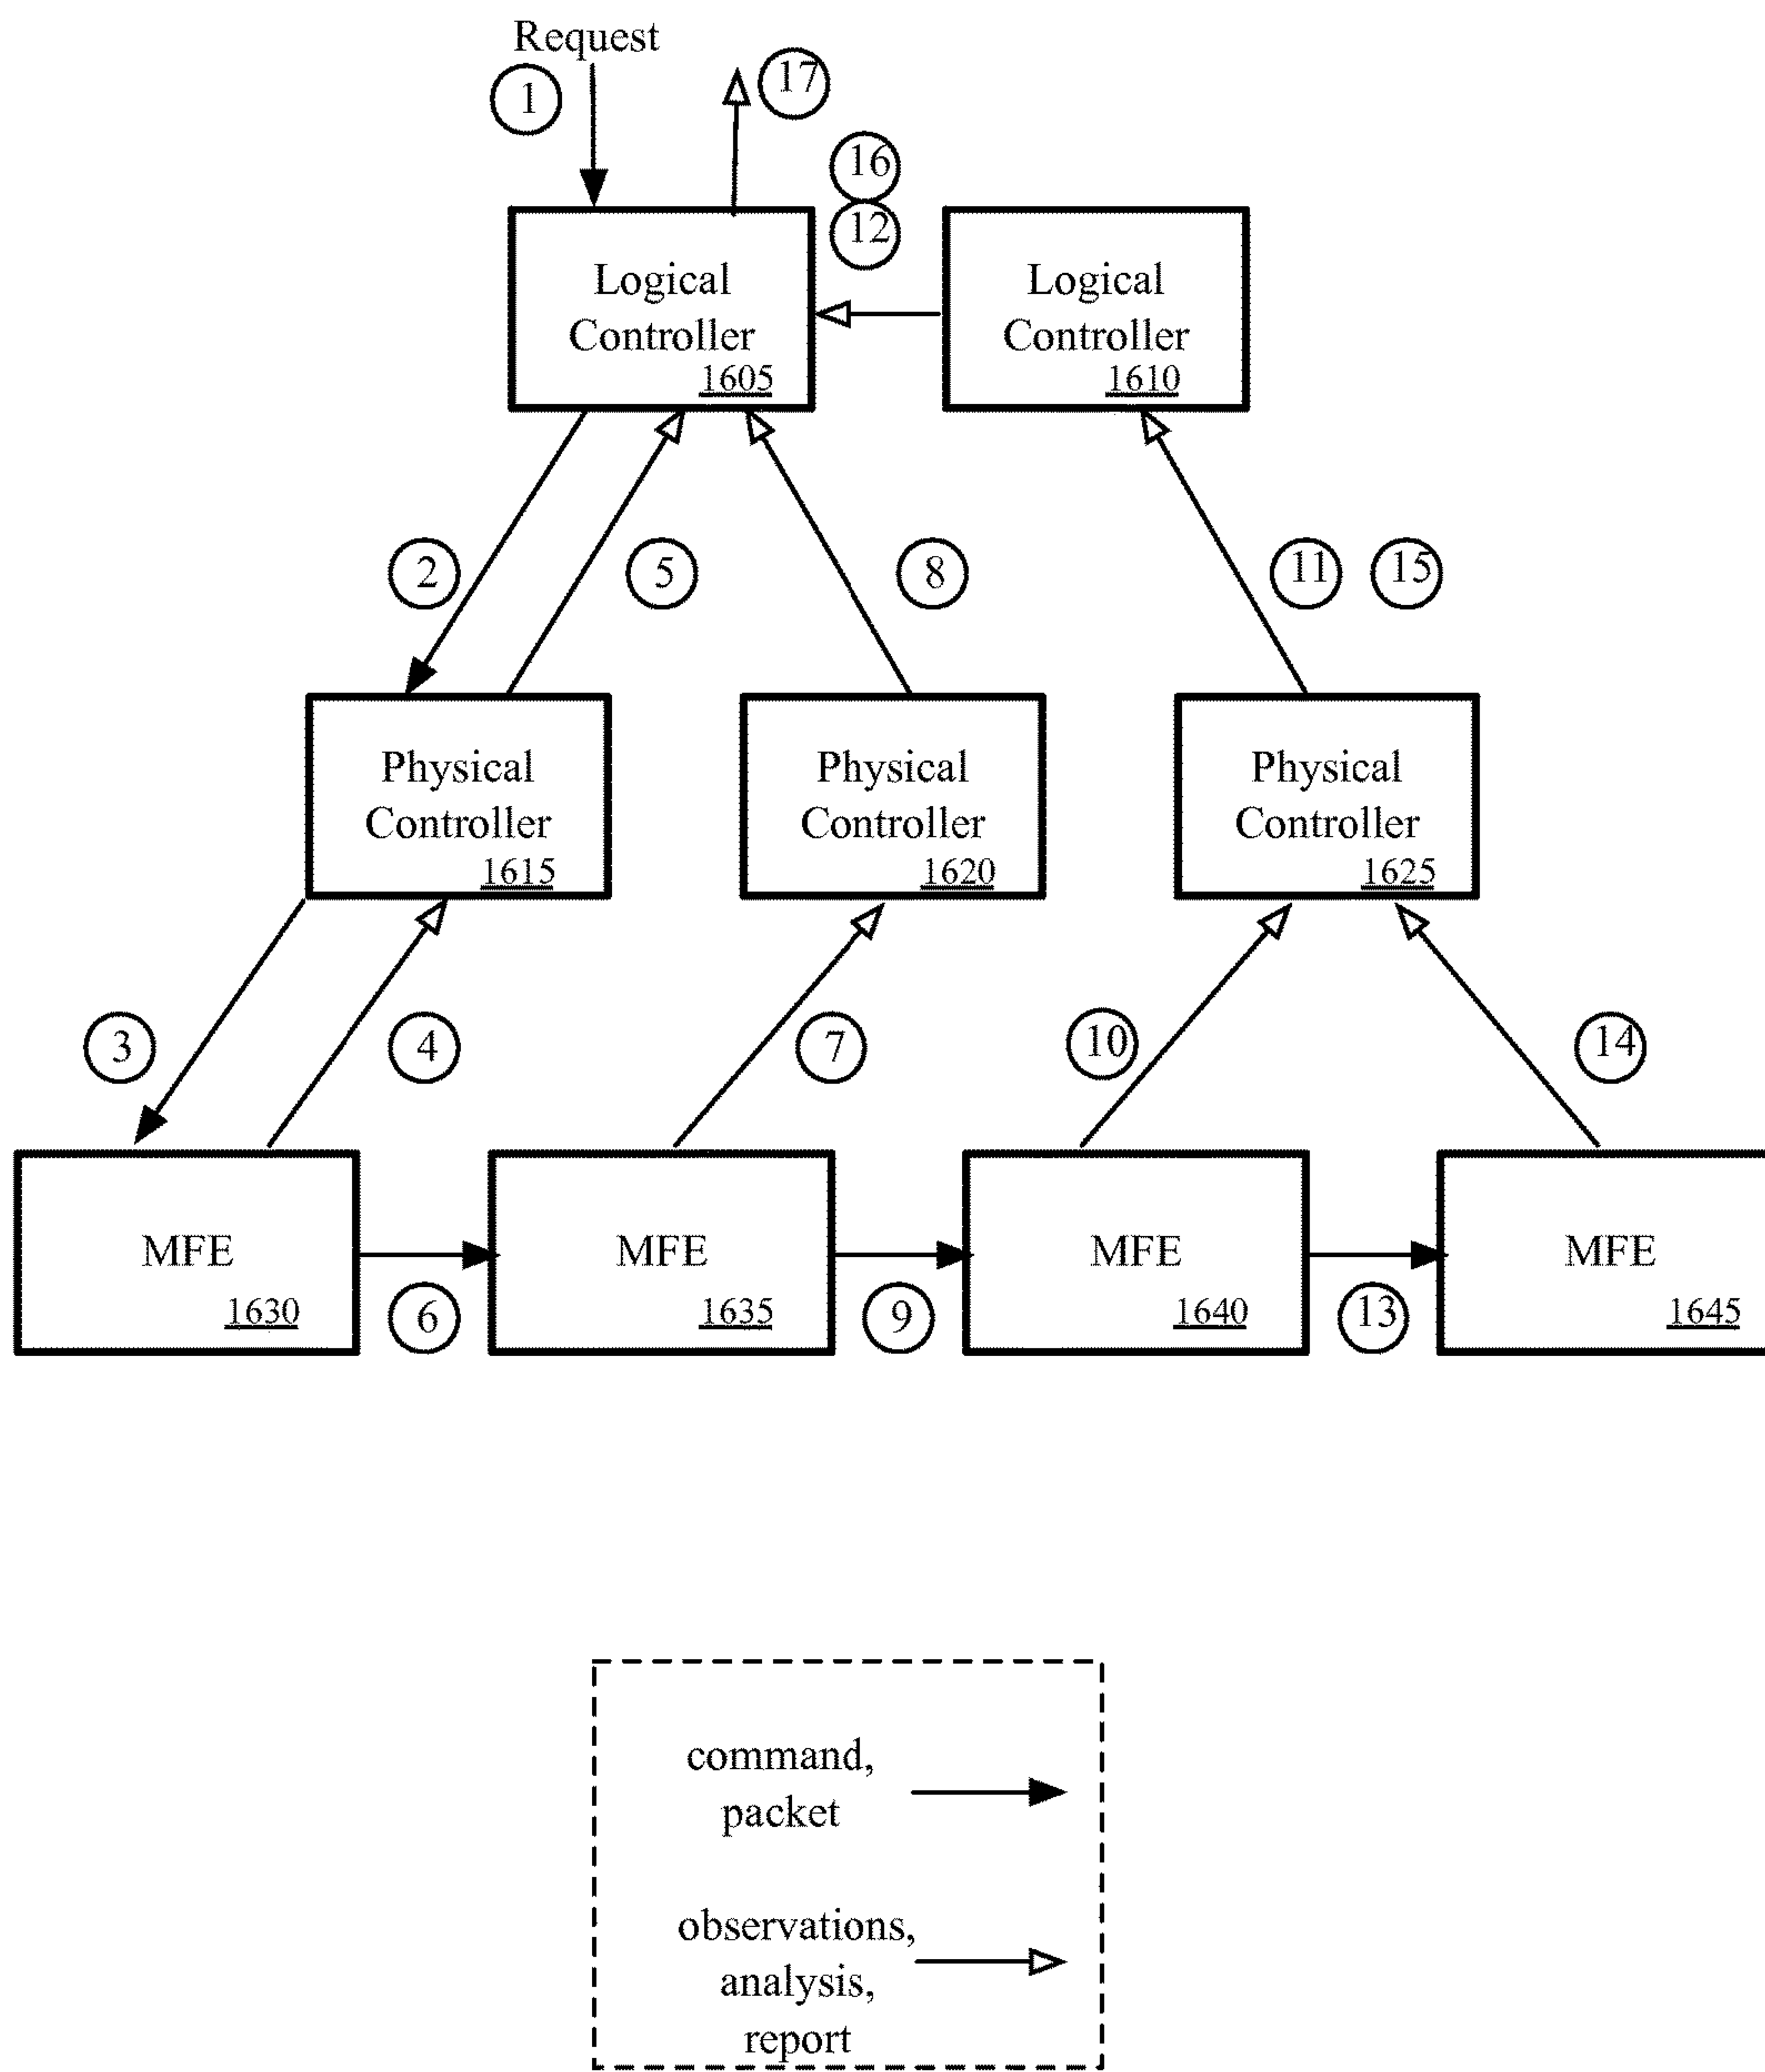 Request
1
17
16
12
Logical
Controller
1605
Logical
Controller
1610
2
5
8
11
15
Physical
Controller
1615
Physical
Controller
1620
Physical
Controller
1625
3
4
7
10
14
MFE
1630
MFE
1635
MFE
1640
MFE
1645
6
9
13
command,
packet
observations,
analysis,
report